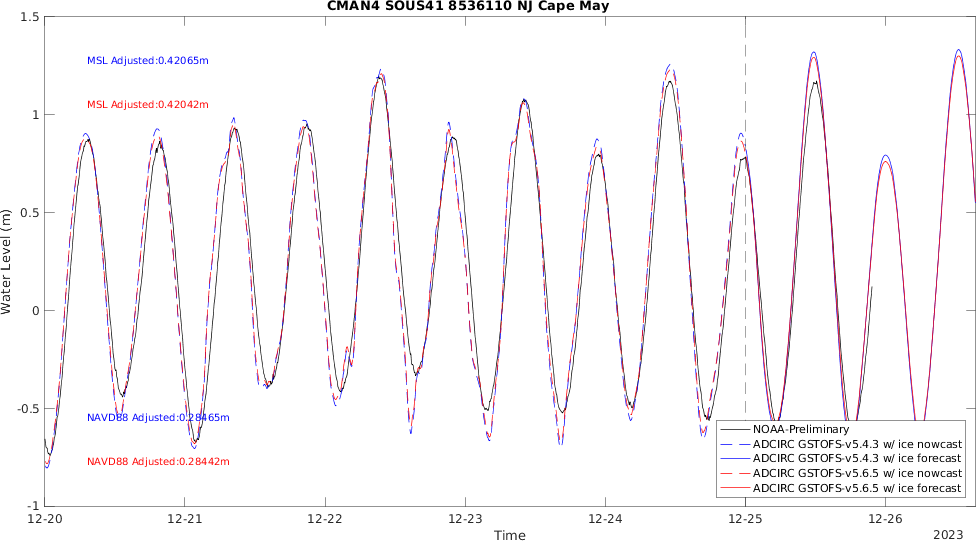 CMAN4 SOUS41 8536110 NJ Cape May
1.5
1
0.5
0
-0.5
-1
Water Level (m)
MSL Adjusted:0.42065m
MSL Adjusted:0.42042m
NAVD88 Adjusted:0.28465m
NAVD88 Adjusted:0.28442m
NOAA-Preliminary
ADCIRC GSTOFS-v5.4.3 w/ ice nowcast
ADCIRC GSTOFS-v5.4.3 w/ ice forecast
ADCIRC GSTOFS-v5.6.5 w/ ice nowcast
ADCIRC GSTOFS-v5.6.5 w/ ice forecast
12-20 12-21 12-22 12-23 12-24 12-25 12-26
Time
2023